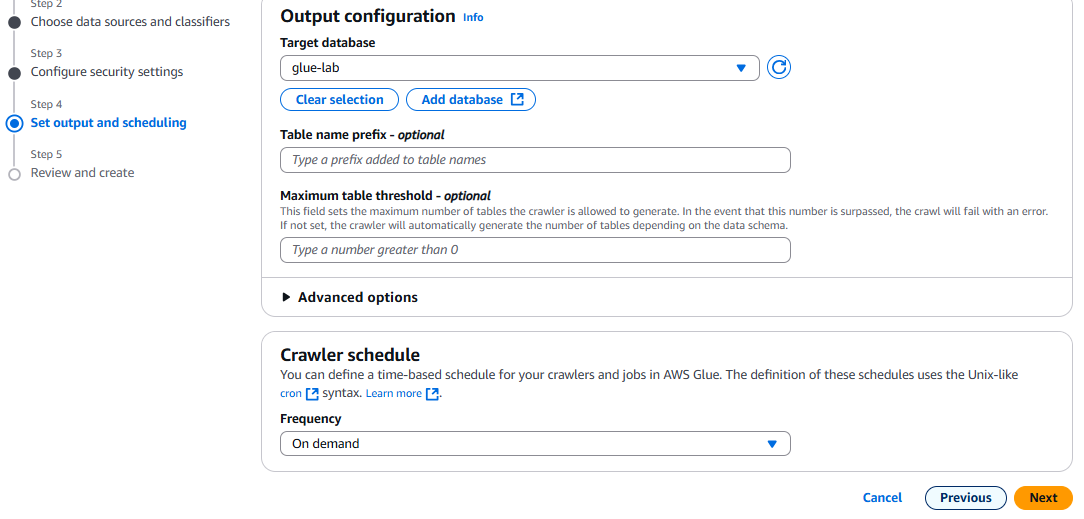 Step 2
Choose data sources and classifiers
Step 3
Configure security settings
Step 4
Set output and scheduling
Step 5
Review and create
Output configuration Info
Target database
glue-lab
Clear selection Add database
Table name prefix - optional
Type a prefix added to table names
Maximum table threshold - optional
This field sets the maximum number of tables the crawler is allowed to generate. In the event that this number is surpassed, the crawl will fail with an error.
If not set, the crawler will automatically generate the number of tables depending on the data schema.
Type a number greater than 0
Advanced options
Crawler schedule
You can define a time-based schedule for your crawlers and jobs in AWS Glue. The definition of these schedules uses the Unix-like
cron syntax. Learn more.
Frequency
On demand
Cancel Previous Next